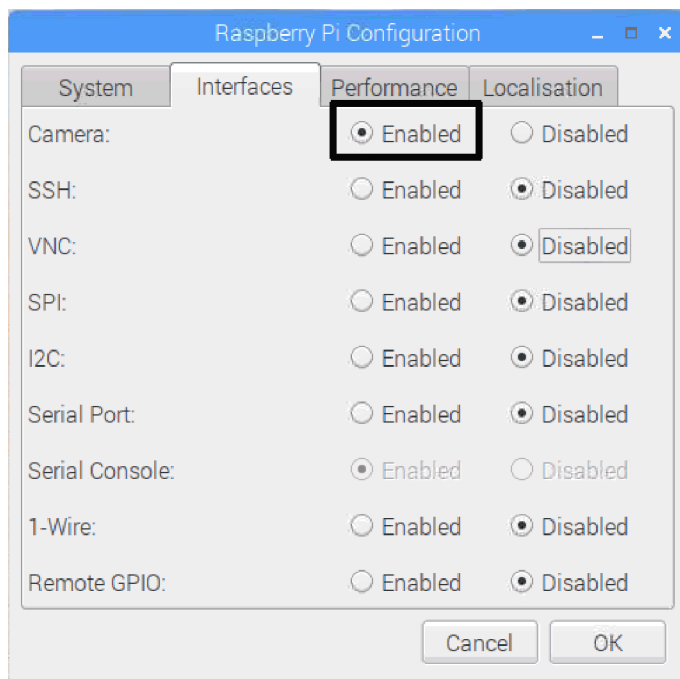 Raspberry Pi Configuration
System Interfaces Performance Localisation
Camera: Enabled Disabled
SSH: Enabled Disabled
VNC: Enabled Disabled
SPI: Enabled Disabled
I2C: Enabled Disabled
Serial Port: Enabled Disabled
Serial Console: Enabled Disabled
1-Wire: Enabled Disabled
Remote GPIO: Enabled Disabled
Cancel OK